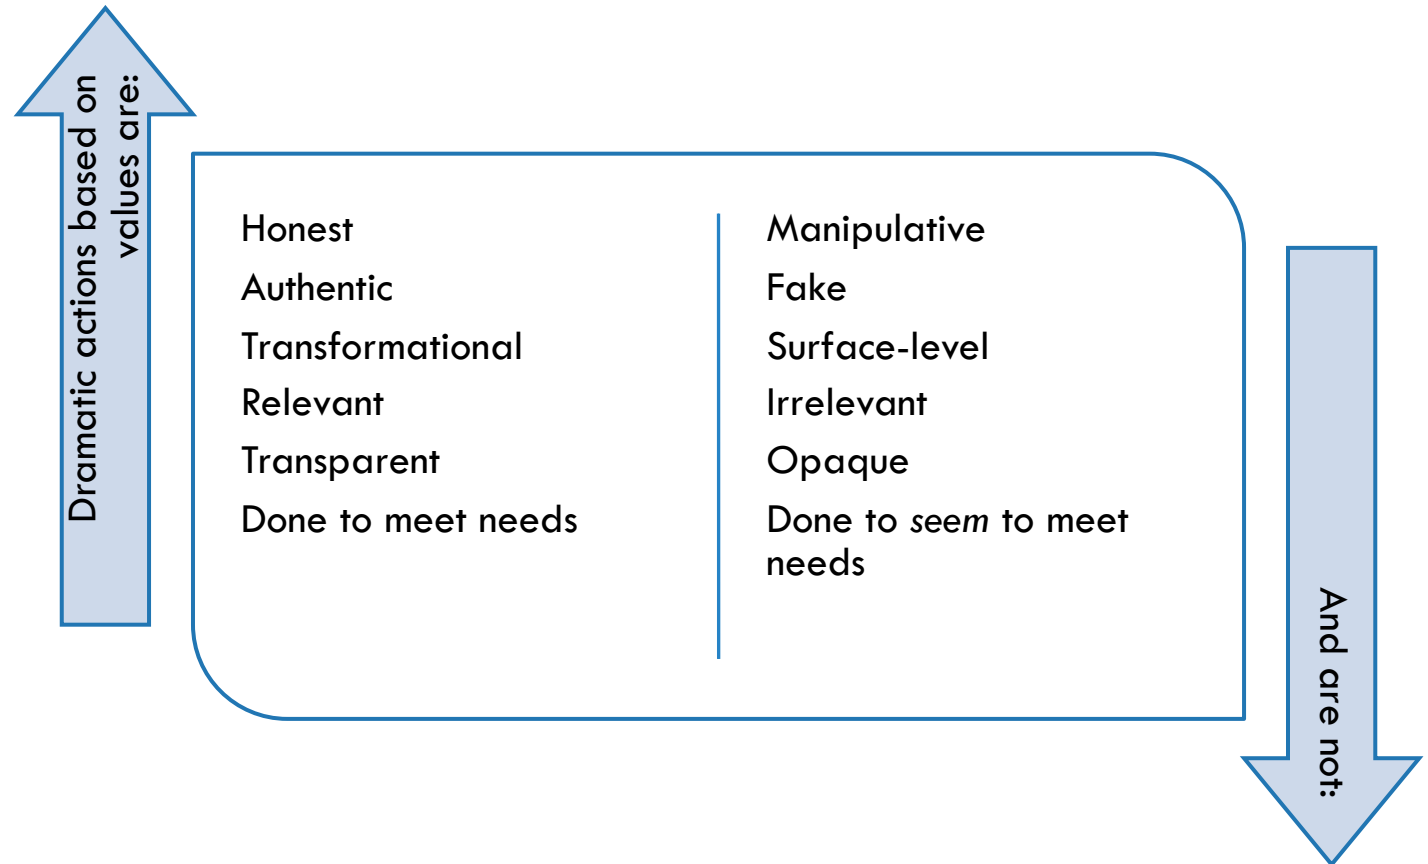 Dramatic actions based on
values are:
Honest
Authentic
Transformational
Relevant
Transparent
Done to meet needs
Manipulative
Fake
Surface-level
Irrelevant
Opaque
Done to seem to meet
needs
And are not: